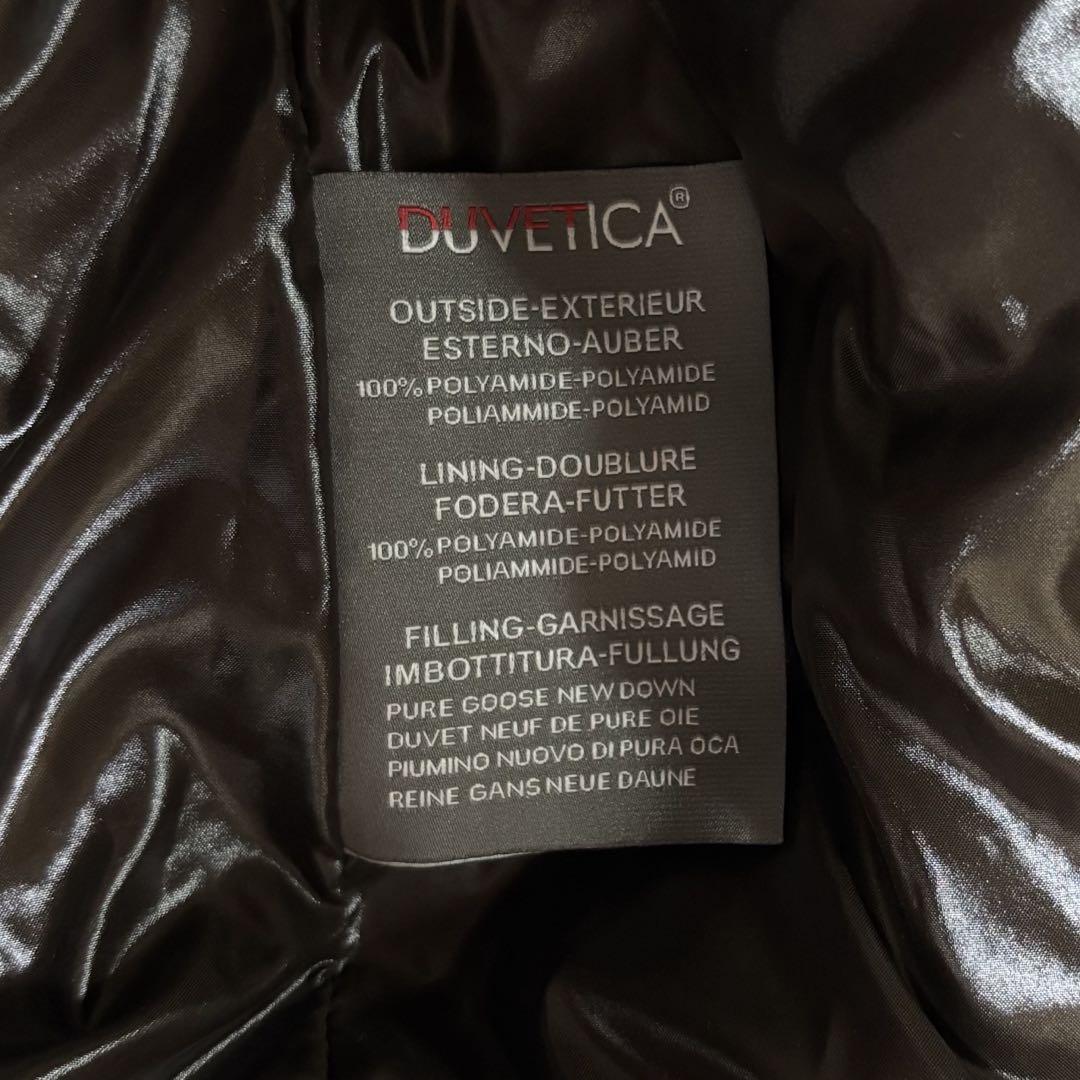 DUVETICA®
OUTSIDE-EXTERIEUR
ESTERNO-AUBER
100% POLYAMIDE-POLYAMIDE
POLIAMMIDE-POLYAMID
LINING-DOUBLURE
FODERA-FUTTER
100% POLYAMIDE-POLYAMIDE
POLIAMMIDE-POLYAMID
FILLING-GARNISSAGE
IMBOTTITURA-FULLUNG
PURE GOOSE NEW DOWN
DUVET NEUF DE PURE OIE
PIUMINO NUOVO DI PURA OCA
REINE GANS NEUE DAUNE